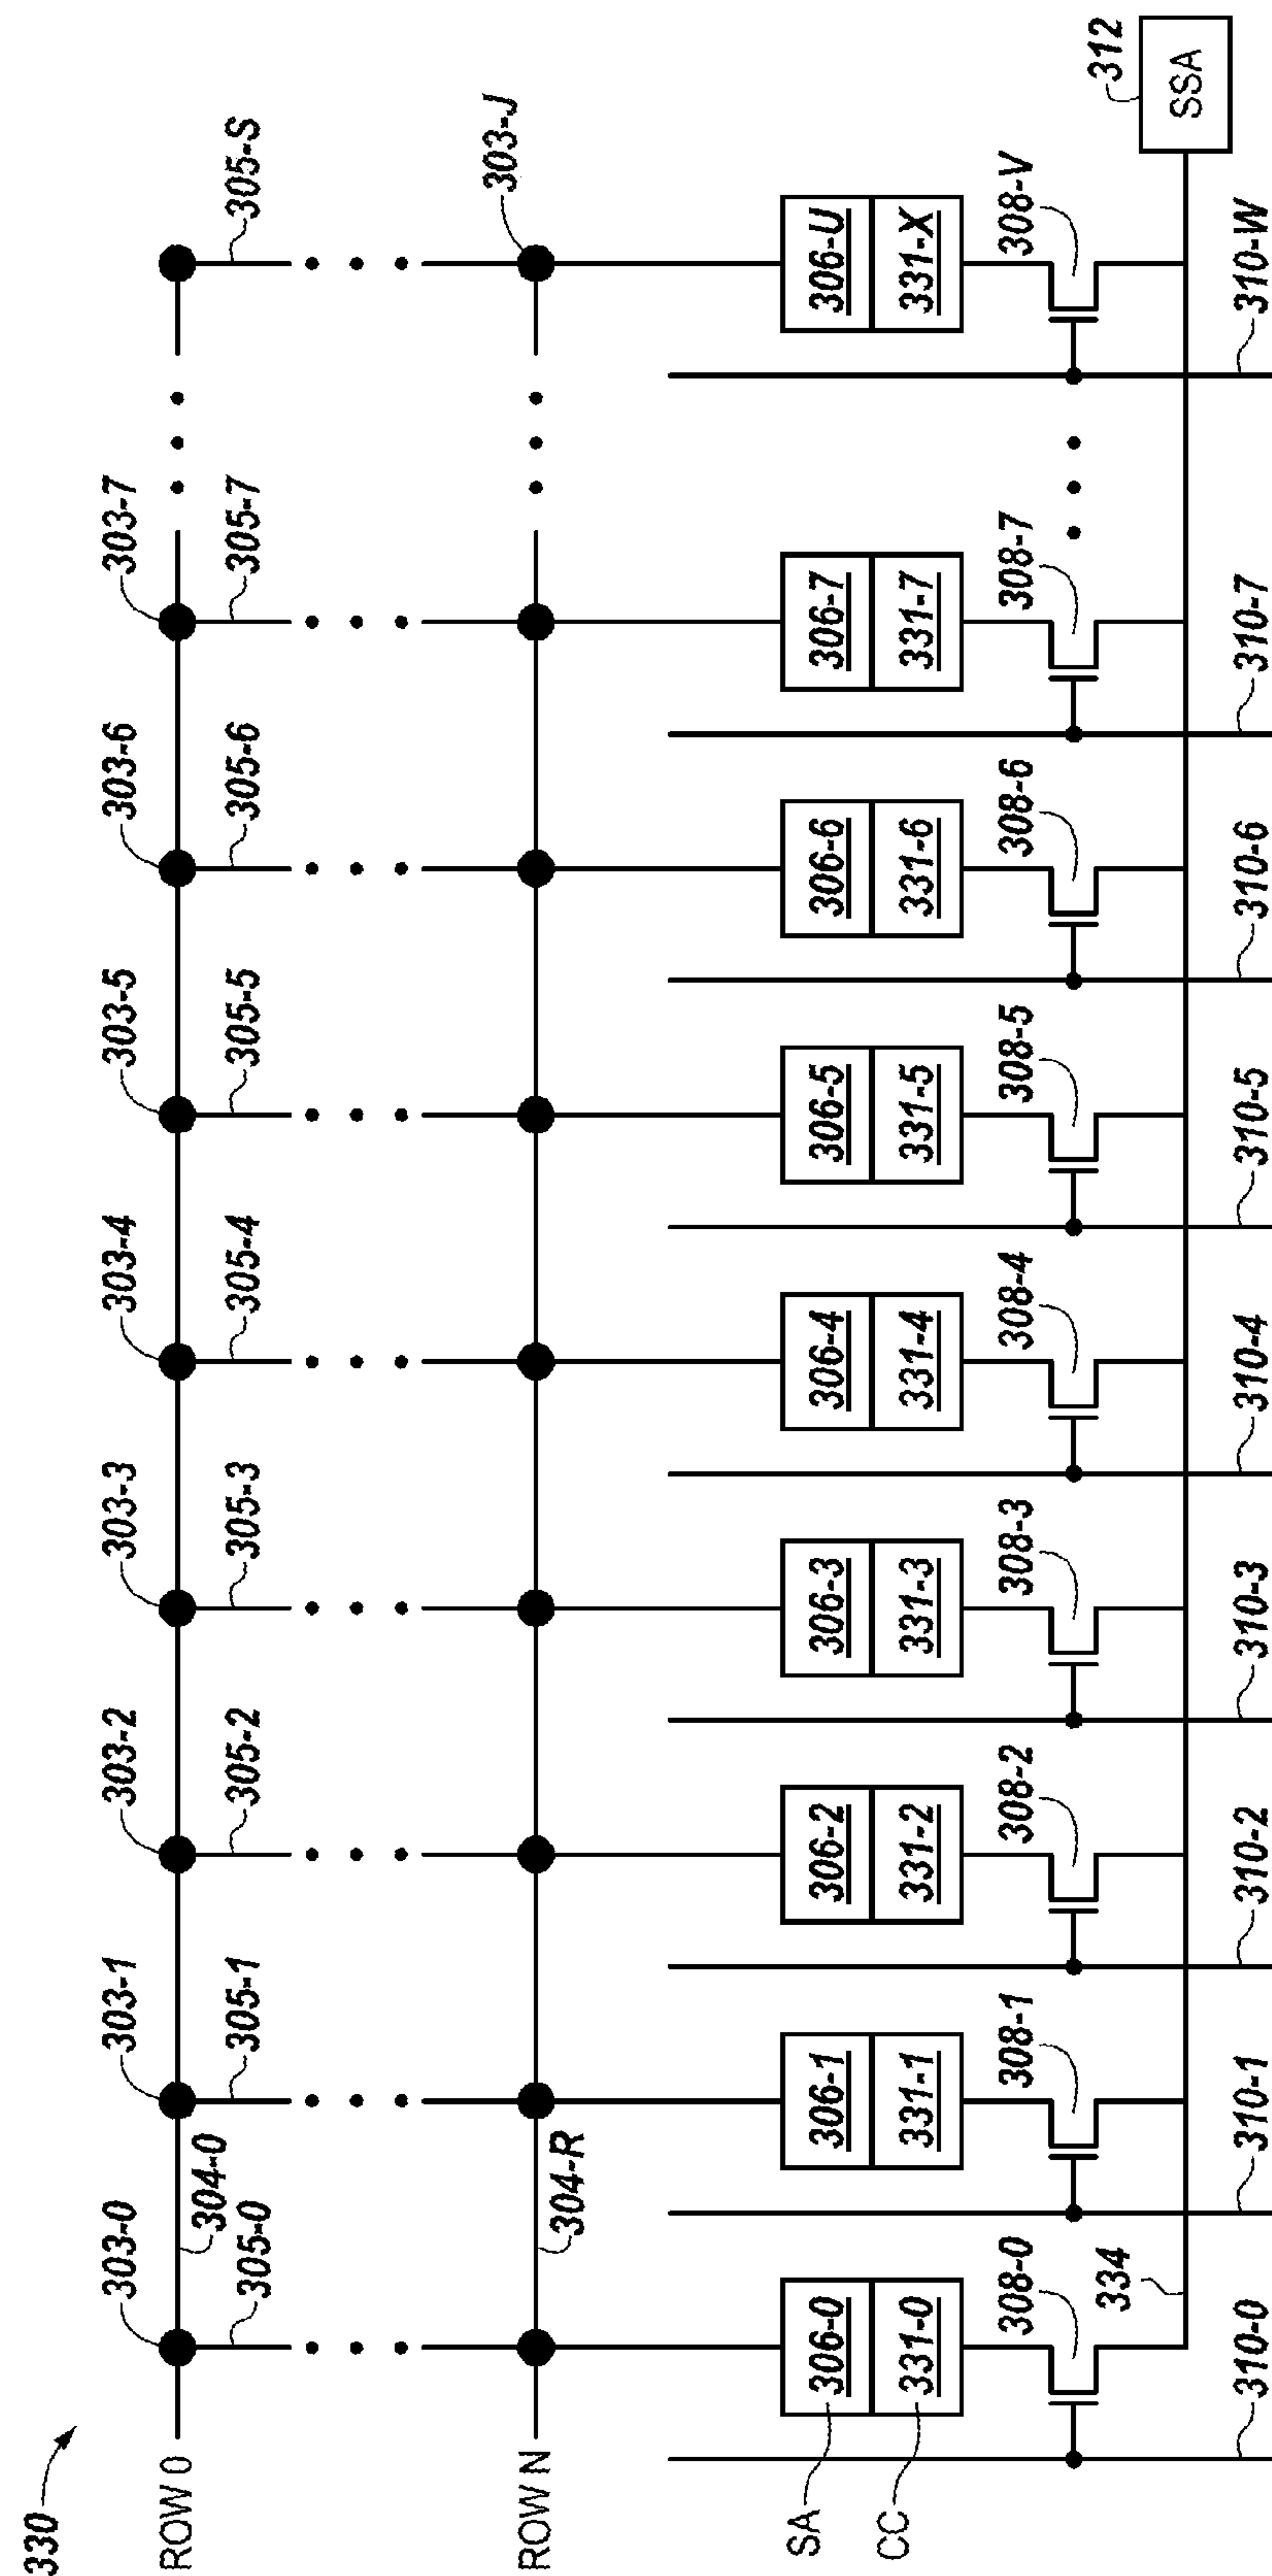 330
303-0 303-1 303-2 303-3 303-4 303-5 303-6 303-7
ROW 0
304-0
305-0 305-1 305-2 305-3 305-4 305-5 305-6 305-7 305-S
303-J
ROW N
304-R
SA
306-0 306-1 306-2 306-3 306-4 306-5 306-6 306-7 306-U
CC
331-0 331-1 331-2 331-3 331-4 331-5 331-6 331-7 331-X
308-0 308-1 308-2 308-3 308-4 308-5 308-6 308-7 308-V
334
312
SSA
310-0 310-1 310-2 310-3 310-4 310-5 310-6 310-7 310-W